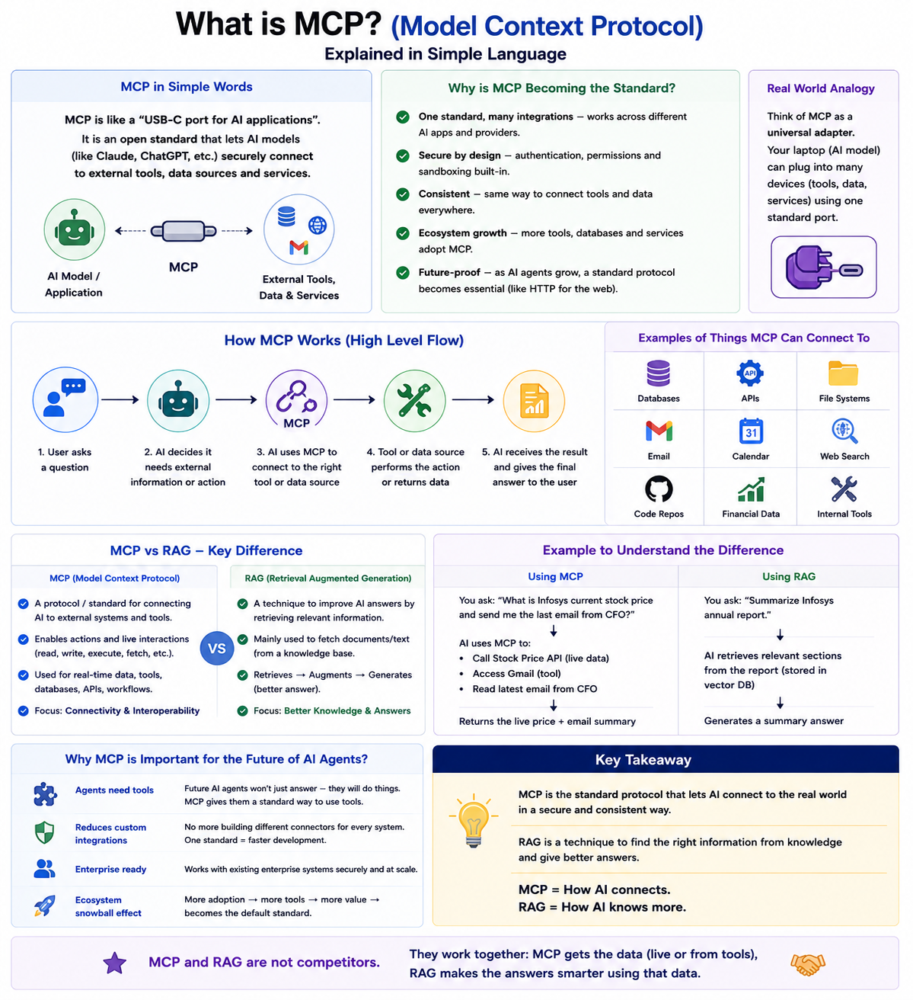 What is MCP? (Model Context Protocol)
Explained in Simple Language
MCP in Simple Words
MCP is like a “USB-C port for AI applications”.
It is an open standard that lets AI models
(like Claude, ChatGPT, etc.) securely connect
to external tools, data sources and services.
AI Model /
Application
MCP
External Tools,
Data & Services
Why is MCP Becoming the Standard?
One standard, many integrations – works across different
AI apps and providers.
Secure by design – authentication, permissions and
sandboxing built-in.
Consistent – same way to connect tools and data
everywhere.
Ecosystem growth – more tools, databases and services
adopt MCP.
Future-proof – as AI agents grow, a standard protocol
becomes essential (like HTTP for the web).
Real World Analogy
Think of MCP as a
universal adapter.
Your laptop (AI model)
can plug into many
devices (tools, data,
services) using one
standard port.
How MCP Works (High Level Flow)
MCP
1. User asks
a question
2. AI decides it
needs external
information or action
3. AI uses MCP to
connect to the right
tool or data source
4. Tool or data source
performs the action
or returns data
5. AI receives the result
and gives the final
answer to the user
Examples of Things MCP Can Connect To
Databases
API
APIs
File Systems
Email
31
Calendar
Web Search
Code Repos
Financial Data
Internal Tools
MCP vs RAG – Key Difference
MCP (Model Context Protocol)
A protocol / standard for connecting
AI to external systems and tools.
Enables actions and live interactions
(read, write, execute, fetch, etc.).
Used for real-time data, tools,
databases, APIs, workflows.
Focus: Connectivity & Interoperability
VS
RAG (Retrieval Augmented Generation)
A technique to improve AI answers by
retrieving relevant information.
Mainly used to fetch documents/text
(rom a knowledge base.
Retrieves → Augments → Generates
(better answer).
Focus: Better Knowledge & Answers
Example to Understand the Difference
Using MCP
You ask: “What is Infosys current stock price
and send me the last email from CFO?”
AI uses MCP to:
• Call Stock Price API (live data)
• Access Gmail (tool)
• Read latest email from CFO
Returns the live price + email summary
Using RAG
You ask: “Summarize Infosys
annual report.”
AI retrieves relevant sections
from the report (stored in
vector DB)
Generates a summary answer
Why MCP is Important for the Future of AI Agents?
Agents need tools
Future AI agents won't just answer – they will do things.
MCP gives them a standard way to use tools.
Reduces custom
integrations
No more building different connectors for every system.
One standard = faster development.
Enterprise ready
Works with existing enterprise systems securely and at scale.
Ecosystem
snowball effect
More adoption → more tools → more value →
becomes the default standard.
Key Takeaway
MCP is the standard protocol that lets AI connect to the real world
in a secure and consistent way.
RAG is a technique to find the right information from knowledge
and give better answers.
MCP = How AI connects.
RAG = How AI knows more.
MCP and RAG are not competitors.
They work together: MCP gets the data (live or from tools),
RAG makes the answers smarter using that data.